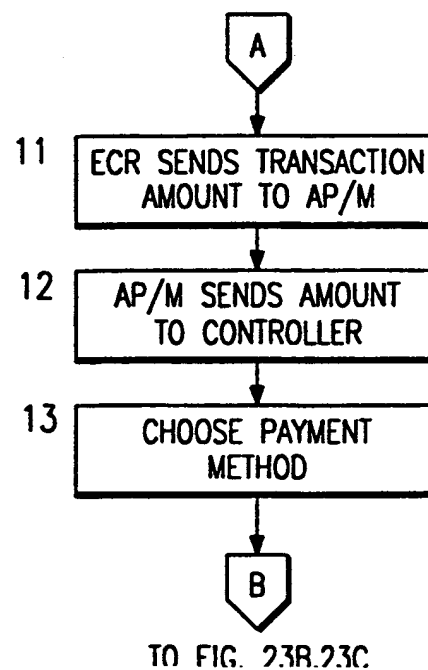 A
11 ECR SENDS TRANSACTION
AMOUNT TO AP/M
12 AP/M SENDS AMOUNT
TO CONTROLLER
13 CHOOSE PAYMENT
METHOD
B
TO FIG. 23B,23C